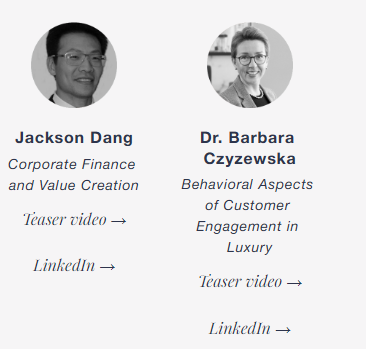 Jackson Dang
Corporate Finance
and Value Creation
Teaser video →
LinkedIn →
Dr. Barbara
Czyzewska
Behavioral Aspects
of Customer
Engagement in
Luxury
Teaser video →
LinkedIn →